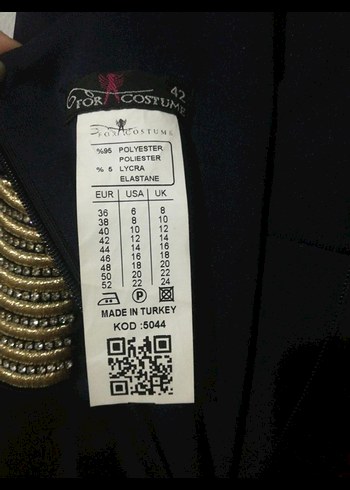 42
FOR COSTUME
FOR COSTUME
%95 POLYESTER
POLIESTER
% 5 LYCRA
ELASTANE
EUR USA UK
36 6 8
38 8 10
40 10 12
42 12 14
44 14 16
46 16 18
48 18 20
50 20 22
52 22 24
P
MADE IN TURKEY
KOD :5044